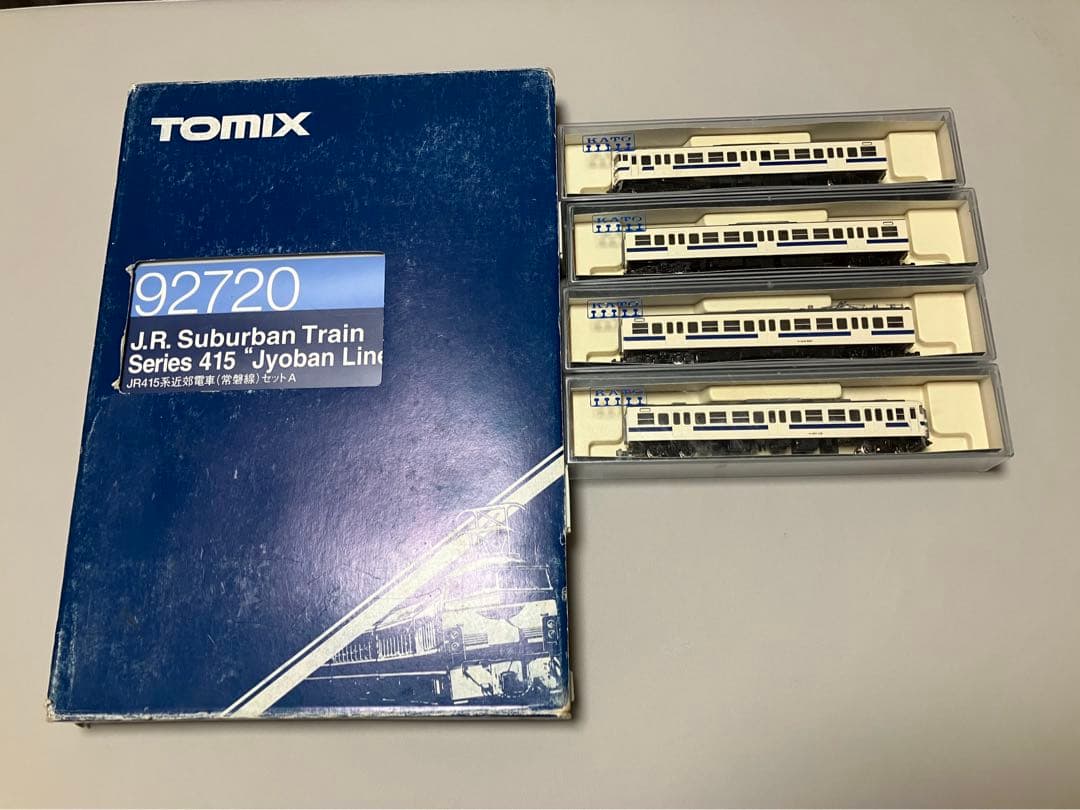 TOMIX
92720
J.R. Suburban Train
Series 415 "Jyoban Line
JR415系近郊電車(常磐線)セットA
KATO
KATO
KATO
KATO